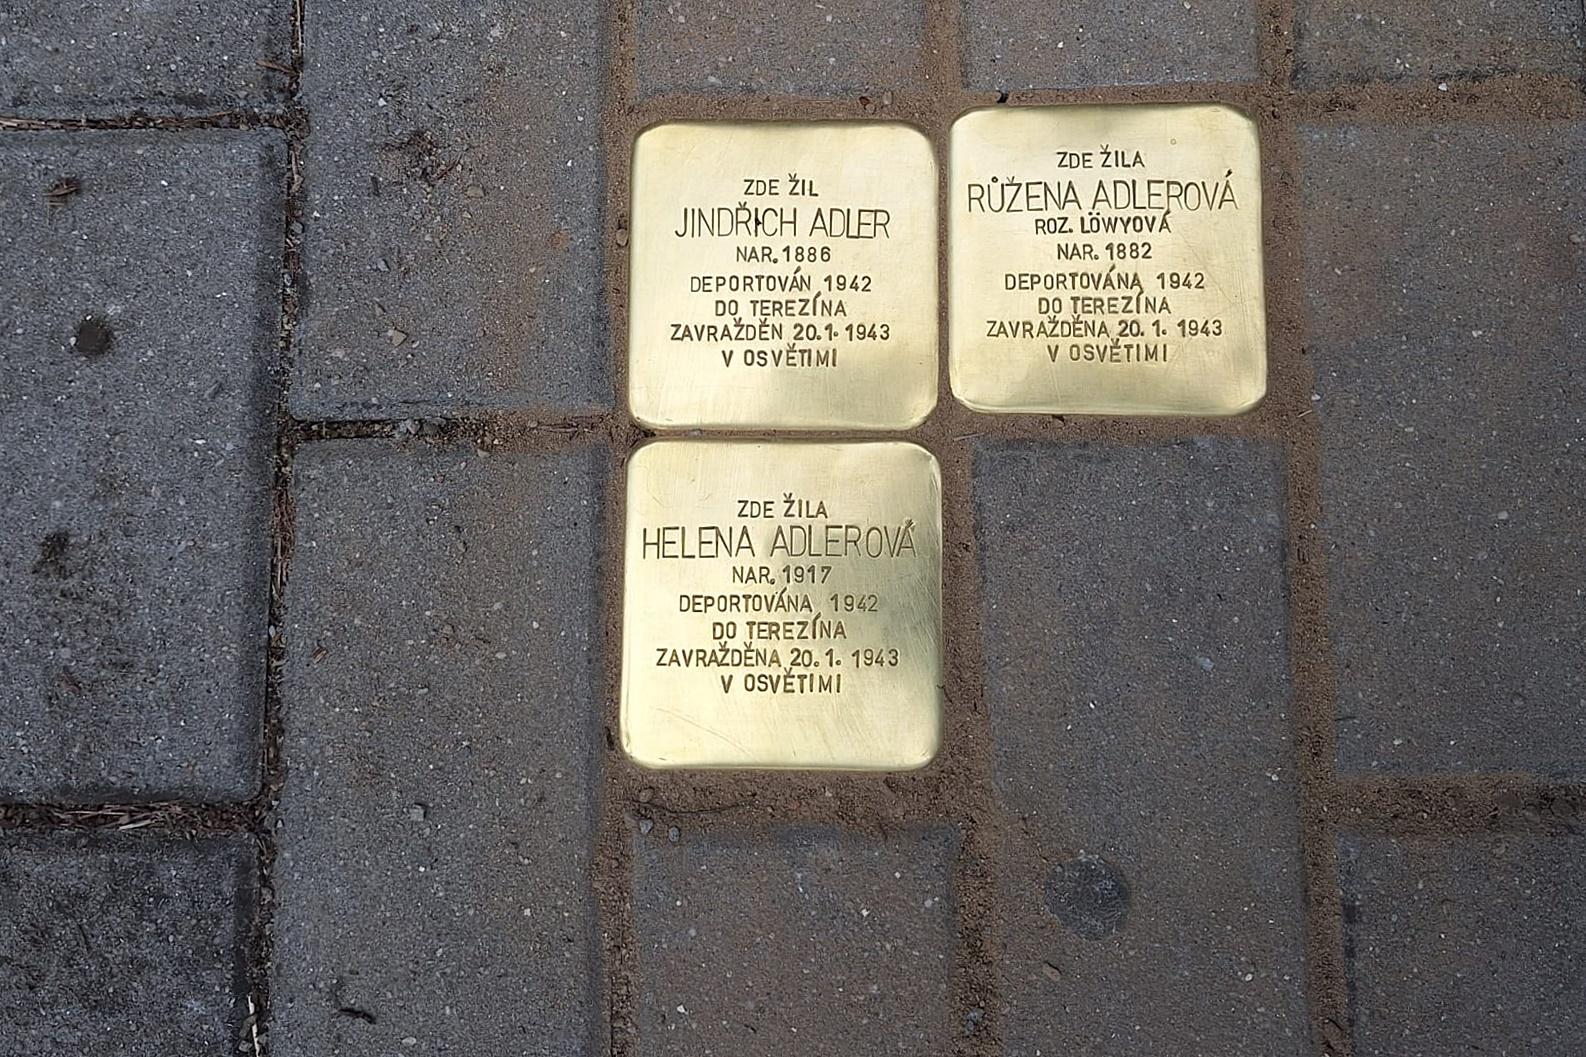 ZDE ŽIL
JINDŘICH ADLER
NAR. 1886
DEPORTOVÁN 1942
DO TEREZÍNA
ZAVRAŽDĚN 20.1.1943
V OSVĚTIMI
ZDE ŽILA
RŮŽENA ADLEROVÁ
ROZ. LÖWYOVÁ
NAR. 1882
DEPORTOVÁNA 1942
DO TEREZÍNA
ZAVRAŽDĚNA 20. 1. 1943
V OSVĚTIMI
ZDE ŽILA
HELENA ADLEROVÁ
NAR. 1917
DEPORTOVÁNA 1942
DO TEREZÍNA
ZAVRAŽDĚNA 20. 1. 1943
V OSVĚTIMI